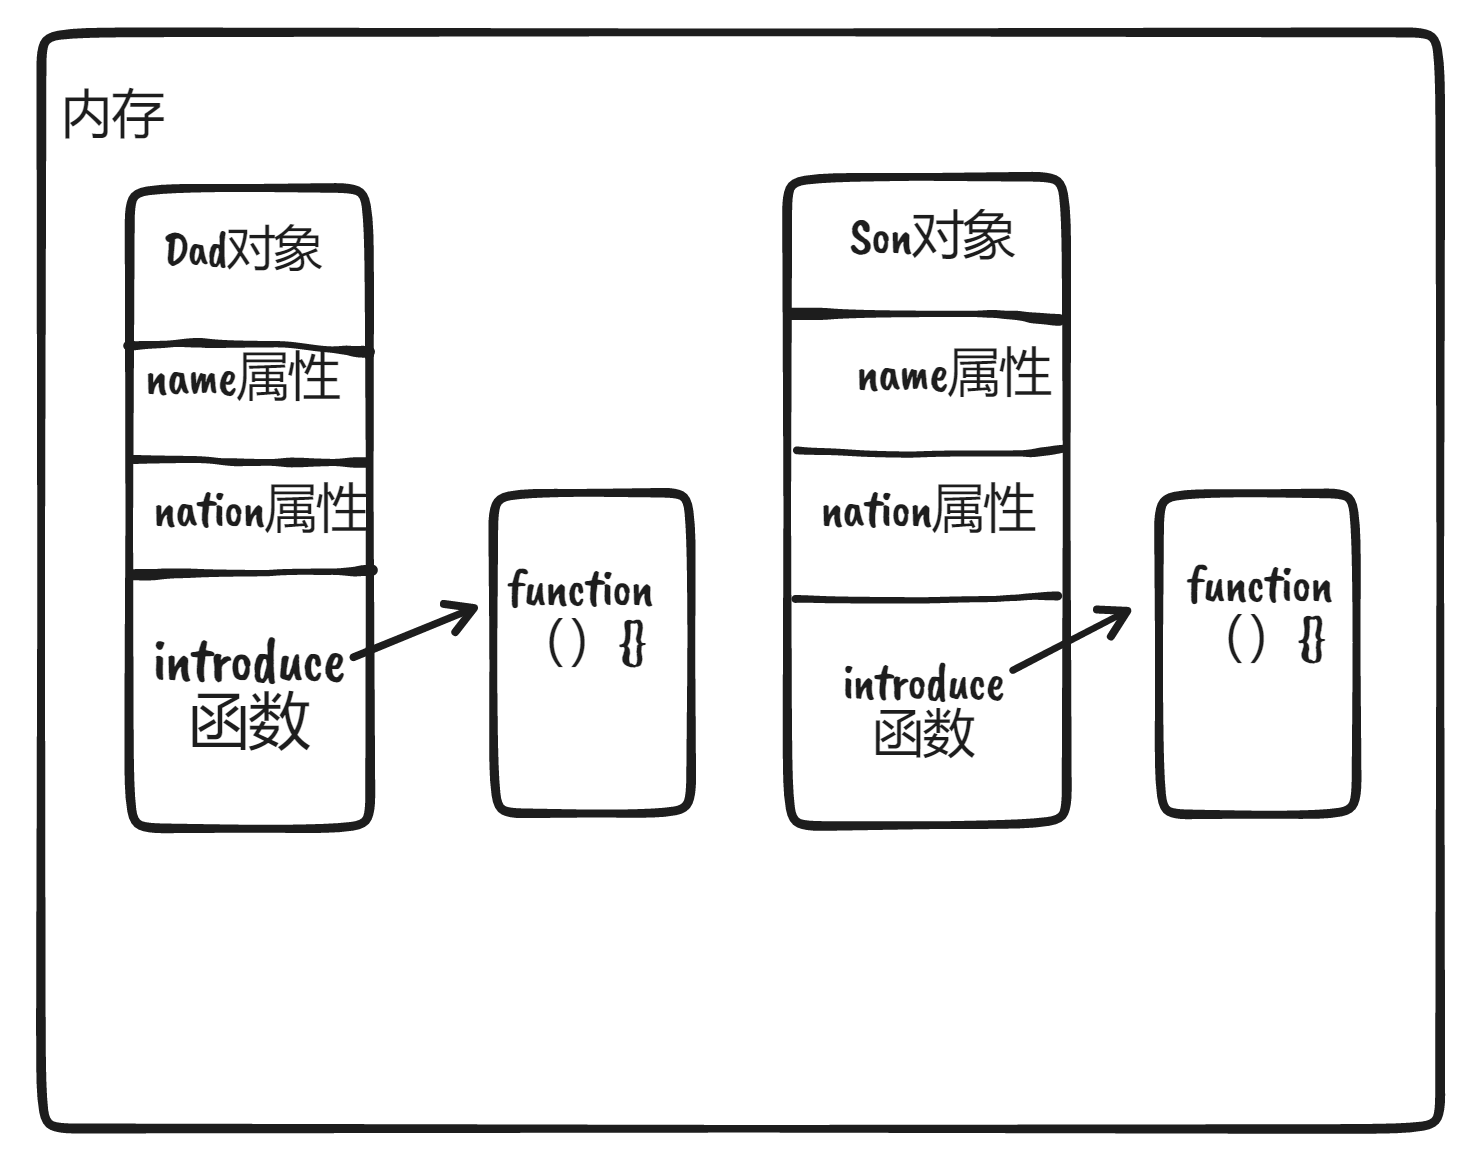 内存
Dad对象
name属性
nation属性
introduce
函数
function
() {}
Son对象
name属性
nation属性
introduce
函数
function
() {}